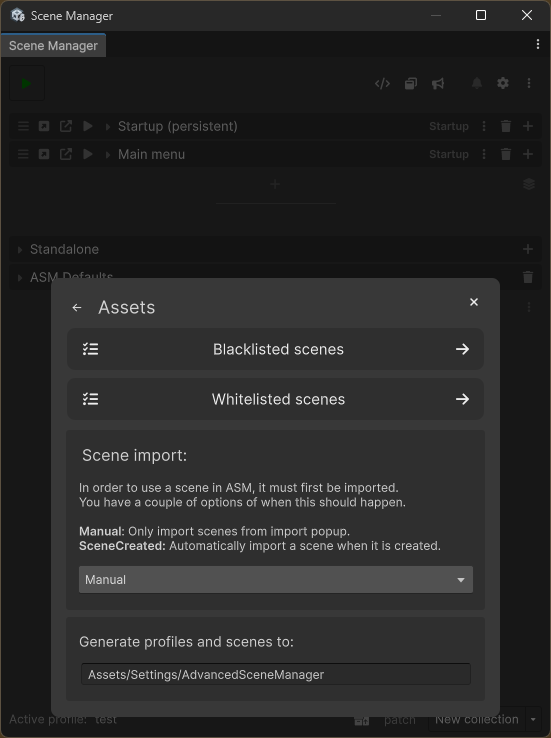 Scene Manager
Scene Manager
Startup (persistent) Startup
Main menu Startup
Standalone
ASM Defaults
Assets
Blacklisted scenes
Whitelisted scenes
Scene import:
In order to use a scene in ASM, it must first be imported.
You have a couple of options of when this should happen.
Manual: Only import scenes from import popup.
SceneCreated: Automatically import a scene when it is created.
Manual
Generate profiles and scenes to:
Assets/Settings/AdvancedSceneManager
Active profile: test patch New collection